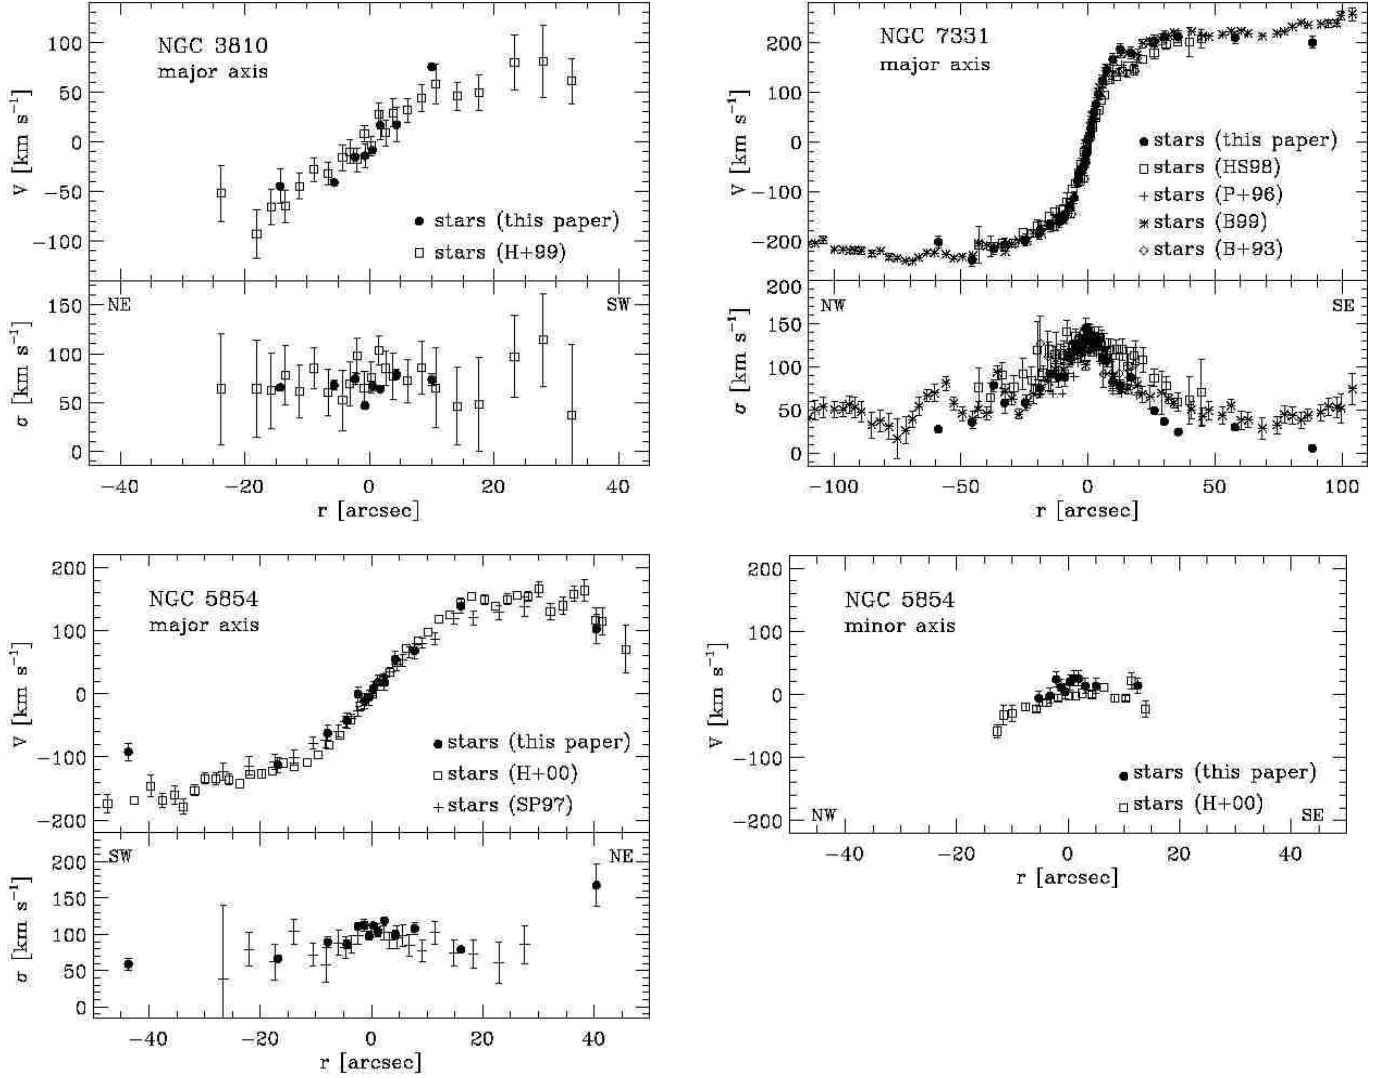 NGC 3810
major axis
V [km s⁻¹]
100
50
0
−50
−100
● stars (this paper)
□ stars (H+99)
NE
SW
σ [km s⁻¹]
150
100
50
0
−40 −20 0 20 40
r [arcsec]
NGC 7331
major axis
V [km s⁻¹]
200
100
0
−100
−200
● stars (this paper)
□ stars (HS98)
+ stars (P+96)
✳ stars (B99)
◇ stars (B+93)
NW
SE
σ [km s⁻¹]
200
150
100
50
0
−100 −50 0 50 100
r [arcsec]
NGC 5854
major axis
V [km s⁻¹]
200
100
0
−100
−200
● stars (this paper)
□ stars (H+00)
+ stars (SP97)
SW
NE
σ [km s⁻¹]
200
150
100
50
0
−40 −20 0 20 40
r [arcsec]
NGC 5854
minor axis
V [km s⁻¹]
200
100
0
−100
−200
● stars (this paper)
□ stars (H+00)
NW
SE
−40 −20 0 20 40
r [arcsec]